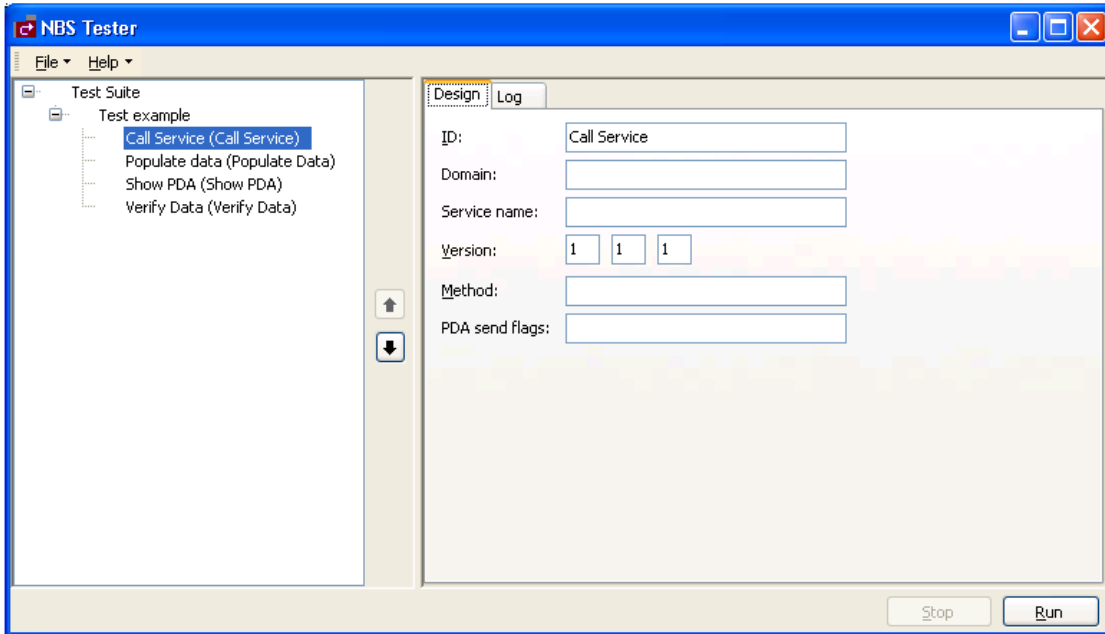 NBS Tester
File Help
Test Suite
Test example
Call Service (Call Service)
Populate data (Populate Data)
Show PDA (Show PDA)
Verify Data (Verify Data)
Design Log
ID: Call Service
Domain:
Service name:
Version: 1 1 1
Method:
PDA send flags:
Stop Run